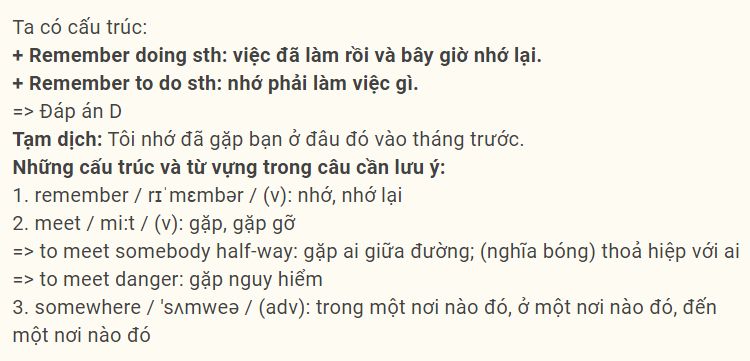 Ta có cấu trúc:
+ Remember doing sth: việc đã làm rồi và bây giờ nhớ lại.
+ Remember to do sth: nhớ phải làm việc gì.
=> Đáp án D
Tạm dịch: Tôi nhớ đã gặp bạn ở đâu đó vào tháng trước.
Những cấu trúc và từ vựng trong câu cần lưu ý:
1. remember / rɪˈmɛmbər / (v): nhớ, nhớ lại
2. meet / mi:t / (v): gặp, gặp gỡ
=> to meet somebody half-way: gặp ai giữa đường; (nghĩa bóng) thoả hiệp với ai
=> to meet danger: gặp nguy hiểm
3. somewhere / 'sʌmweə / (adv): trong một nơi nào đó, ở một nơi nào đó, đến
một nơi nào đó